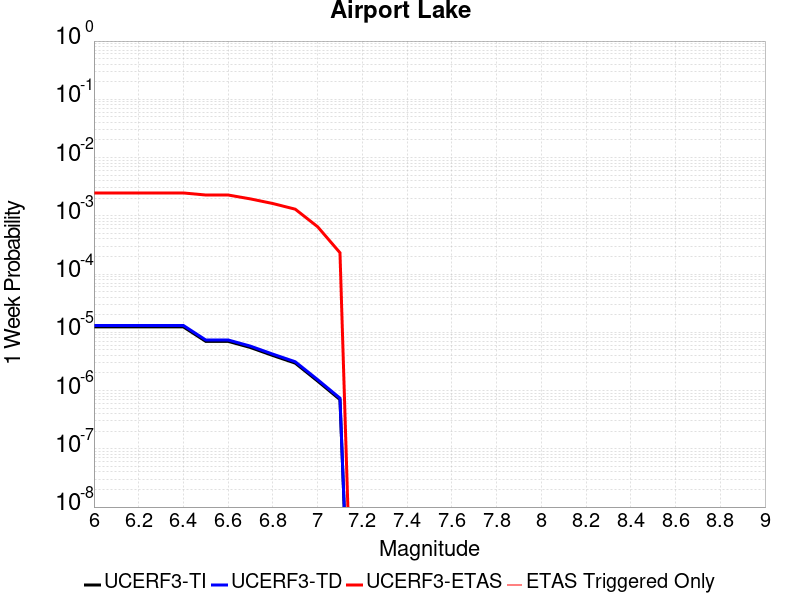 Airport Lake
10 0
10 -1
10 -2
10 -3
10 -4
10 -5
10 -6
10 -7
10 -8
1 Week Probability
6 6.2 6.4 6.6 6.8 7 7.2 7.4 7.6 7.8 8 8.2 8.4 8.6 8.8 9
Magnitude
UCERF3-TI UCERF3-TD UCERF3-ETAS ETAS Triggered Only